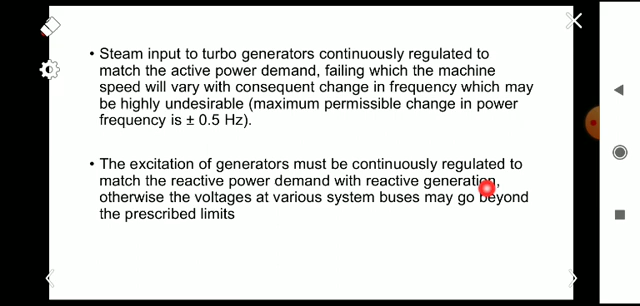 • Steam input to turbo generators continuously regulated to
match the active power demand, failing which the machine
speed will vary with consequent change in frequency which may
be highly undesirable (maximum permissible change in power
frequency is ± 0.5 Hz).
• The excitation of generators must be continuously regulated to
match the reactive power demand with reactive generation,
otherwise the voltages at various system buses may go beyond
the prescribed limits